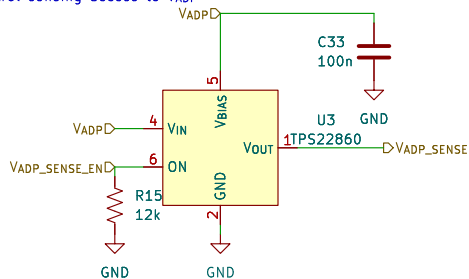 VADP
C33
100n
5
VBIAS
GND
U3
TPS22860
VADP
4
VIN
VOUT
1
VADP_SENSE
VADP_SENSE_EN
6
ON
R15
12k
GND
2
GND
GND